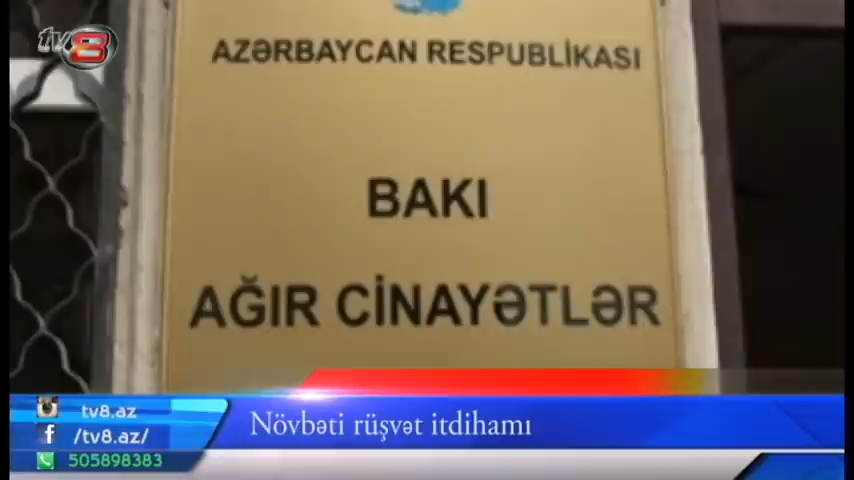 tv8
AZƏRBAYCAN RESPUBLİKASI
BAKI
AĞIR CİNAYƏTLƏR
Növbəti rüşvət itdihamı
tv8.az
/tv8.az/
505898383